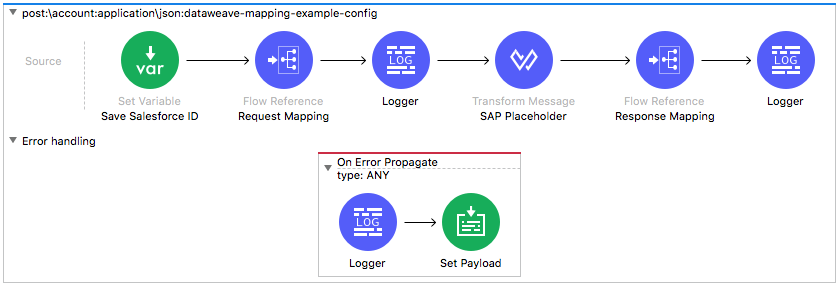 post:\account:application\json:dataweave-mapping-example-config
Source
var
LOG
LOG
Set Variable
Save Salesforce ID
Flow Reference
Request Mapping
Logger
Transform Message
SAP Placeholder
Flow Reference
Response Mapping
Logger
Error handling
On Error Propagate
type: ANY
LOG
Logger
Set Payload